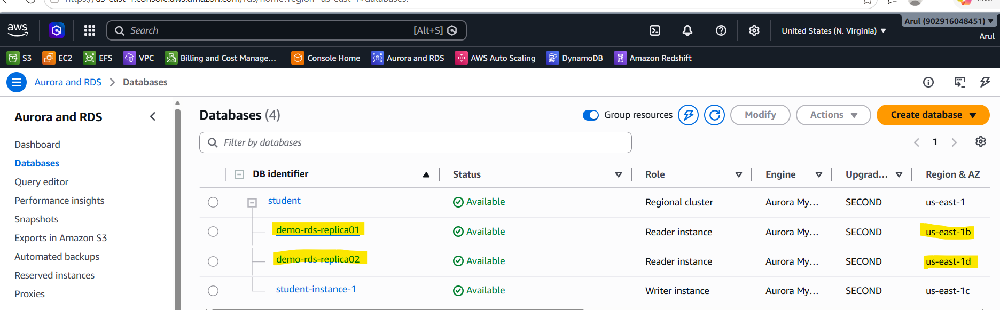 aws
Search
[Alt+S]
United States (N. Virginia)
Arul (902916048451)
Arul
S3
EC2
EFS
VPC
Billing and Cost Manage...
Console Home
Aurora and RDS
AWS Auto Scaling
DynamoDB
Amazon Redshift
Aurora and RDS
Databases
Aurora and RDS
Dashboard
Databases
Query editor
Performance insights
Snapshots
Exports in Amazon S3
Automated backups
Reserved instances
Proxies
Databases (4)
Group resources
Modify
Actions
Create database
Filter by databases
1
DB identifier Status Role Engine Upgrad... Region & AZ
student Available Regional cluster Aurora My... SECOND us-east-1
demo-rds-replica01 Available Reader instance Aurora My... SECOND us-east-1b
demo-rds-replica02 Available Reader instance Aurora My... SECOND us-east-1d
student-instance-1 Available Writer instance Aurora My... SECOND us-east-1c